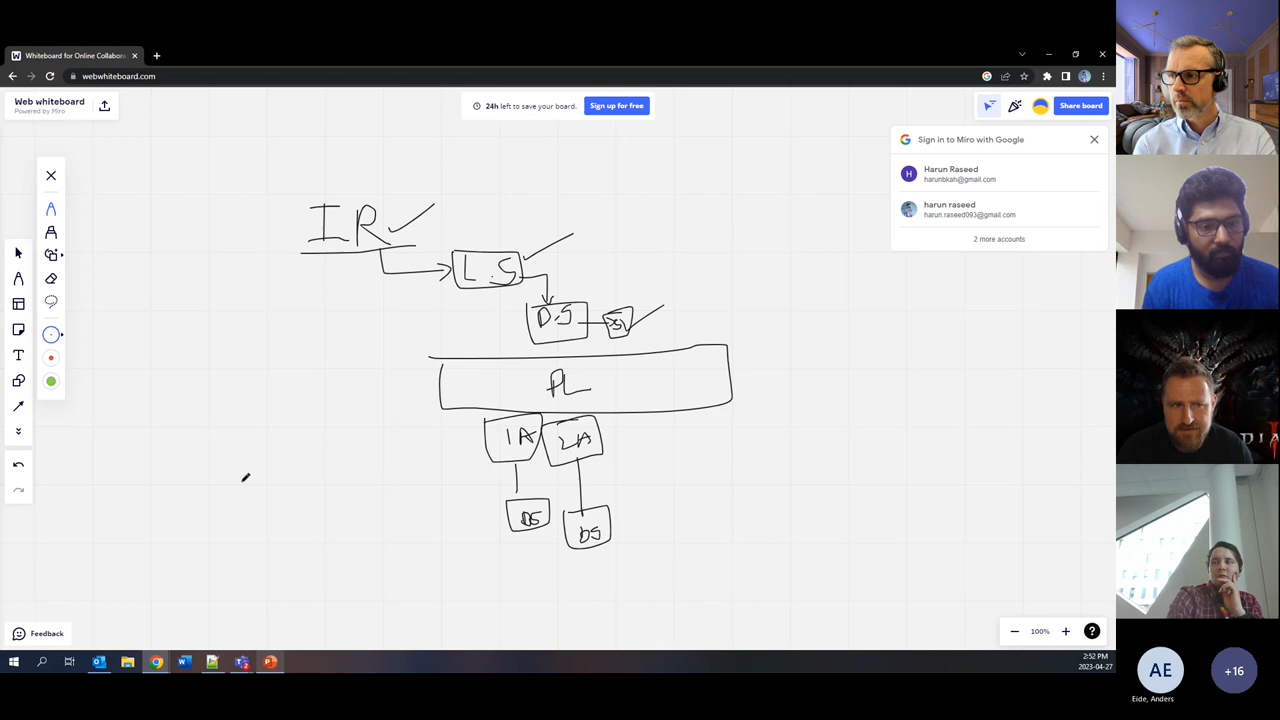 Whiteboard for Online Collabora
webwhiteboard.com
Web whiteboard
Powered by Miro
24h left to save your board.
Sign up for free
Share board
Sign in to Miro with Google
H
Harun Raseed
harunbkah@gmail.com
harun raseed
harun.raseed093@gmail.com
2 more accounts
IR
L.S
D.S
PL
1A
2A
DS
DS
Feedback
100%
2:52 PM
2023-04-27
AE
Eide, Anders
+16